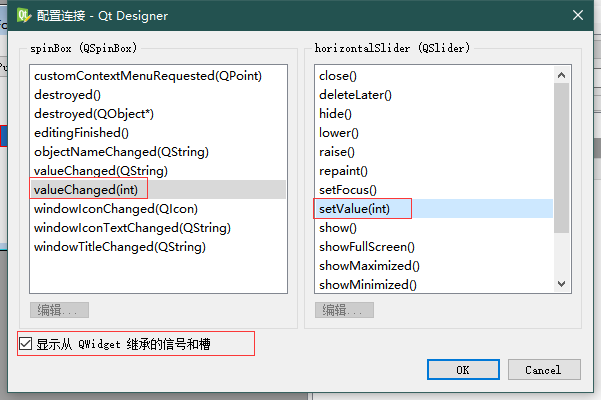 配置连接 - Qt Designer
spinBox (QSpinBox)
customContextMenuRequested(QPoint)
destroyed()
destroyed(QObject*)
editingFinished()
objectNameChanged(QString)
valueChanged(QString)
valueChanged(int)
windowIconChanged(QIcon)
windowIconTextChanged(QString)
windowTitleChanged(QString)
编辑...
horizontalSlider (QSlider)
close()
deleteLater()
hide()
lower()
raise()
repaint()
setFocus()
setValue(int)
show()
showFullScreen()
showMaximized()
showMinimized()
编辑...
显示从 QWidget 继承的信号和槽
OK
Cancel